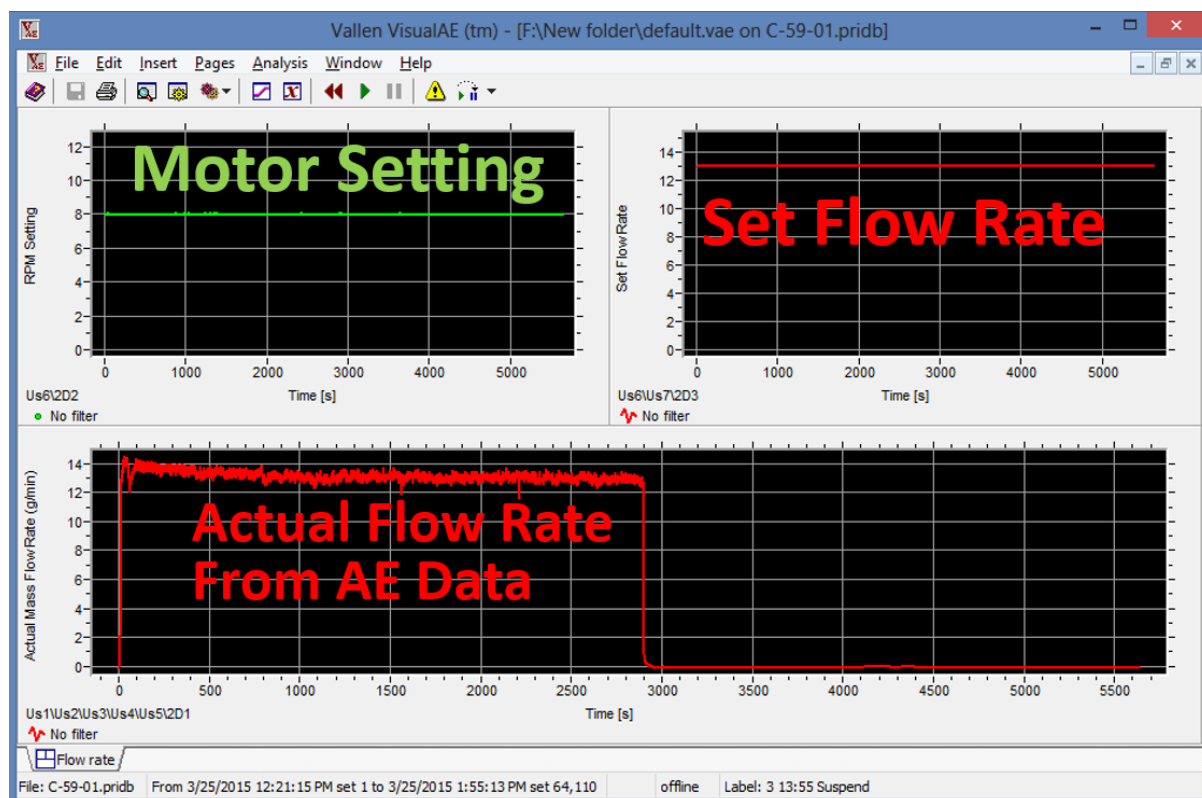 Vallen VisualAE (tm) - [F:\New folder\default.vae on C-59-01.pridb]
File Edit Insert Pages Analysis Window Help
12
10
8
6
4
2
0
RPM Setting
Motor Setting
0 1000 2000 3000 4000 5000
Us6\2D2 Time [s]
No filter
14
12
10
8
6
4
2
0
Set Flow Rate
Set Flow Rate
0 1000 2000 3000 4000 5000
Us6\Us7\2D3 Time [s]
No filter
14
12
10
8
6
4
2
0
Actual Mass Flow Rate (g/min)
Actual Flow Rate
From AE Data
0 500 1000 1500 2000 2500 3000 3500 4000 4500 5000 5500
Us1\Us2\Us3\Us4\Us5\2D1 Time [s]
No filter
Flow rate
File: C-59-01.pridb From 3/25/2015 12:21:15 PM set 1 to 3/25/2015 1:55:13 PM set 64,110 offline Label: 3 13:55 Suspend